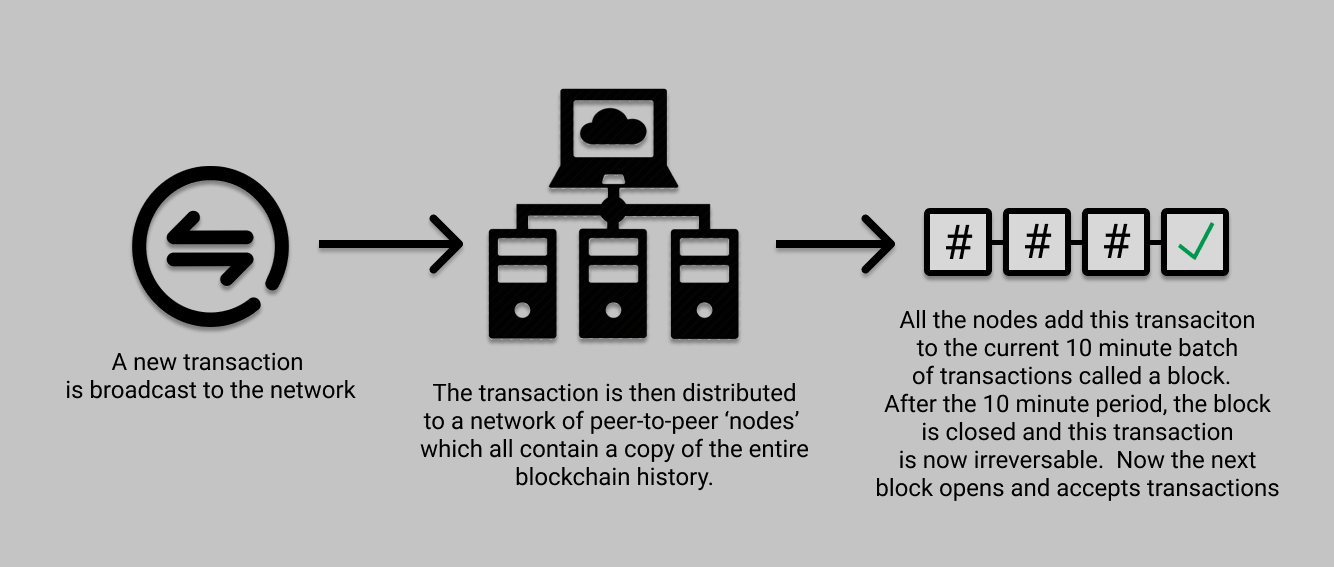 A new transaction
is broadcast to the network
The transaction is then distributed
to a network of peer-to-peer ‘nodes’
which all contain a copy of the entire
blockchain history.
# # #
All the nodes add this transaciton
to the current 10 minute batch
of transactions called a block.
After the 10 minute period, the block
is closed and this transaction
is now irreversable.  Now the next
block opens and accepts transactions